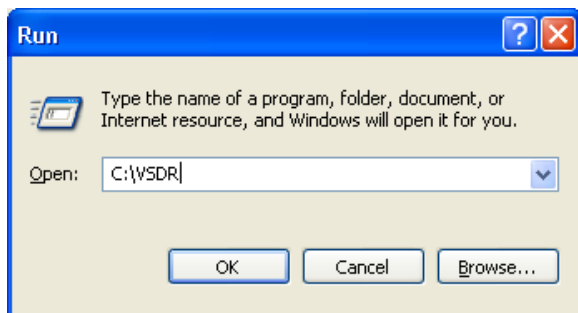 Run
Type the name of a program, folder, document, or
Internet resource, and Windows will open it for you.
Open: C:\VSDR
OK Cancel Browse...